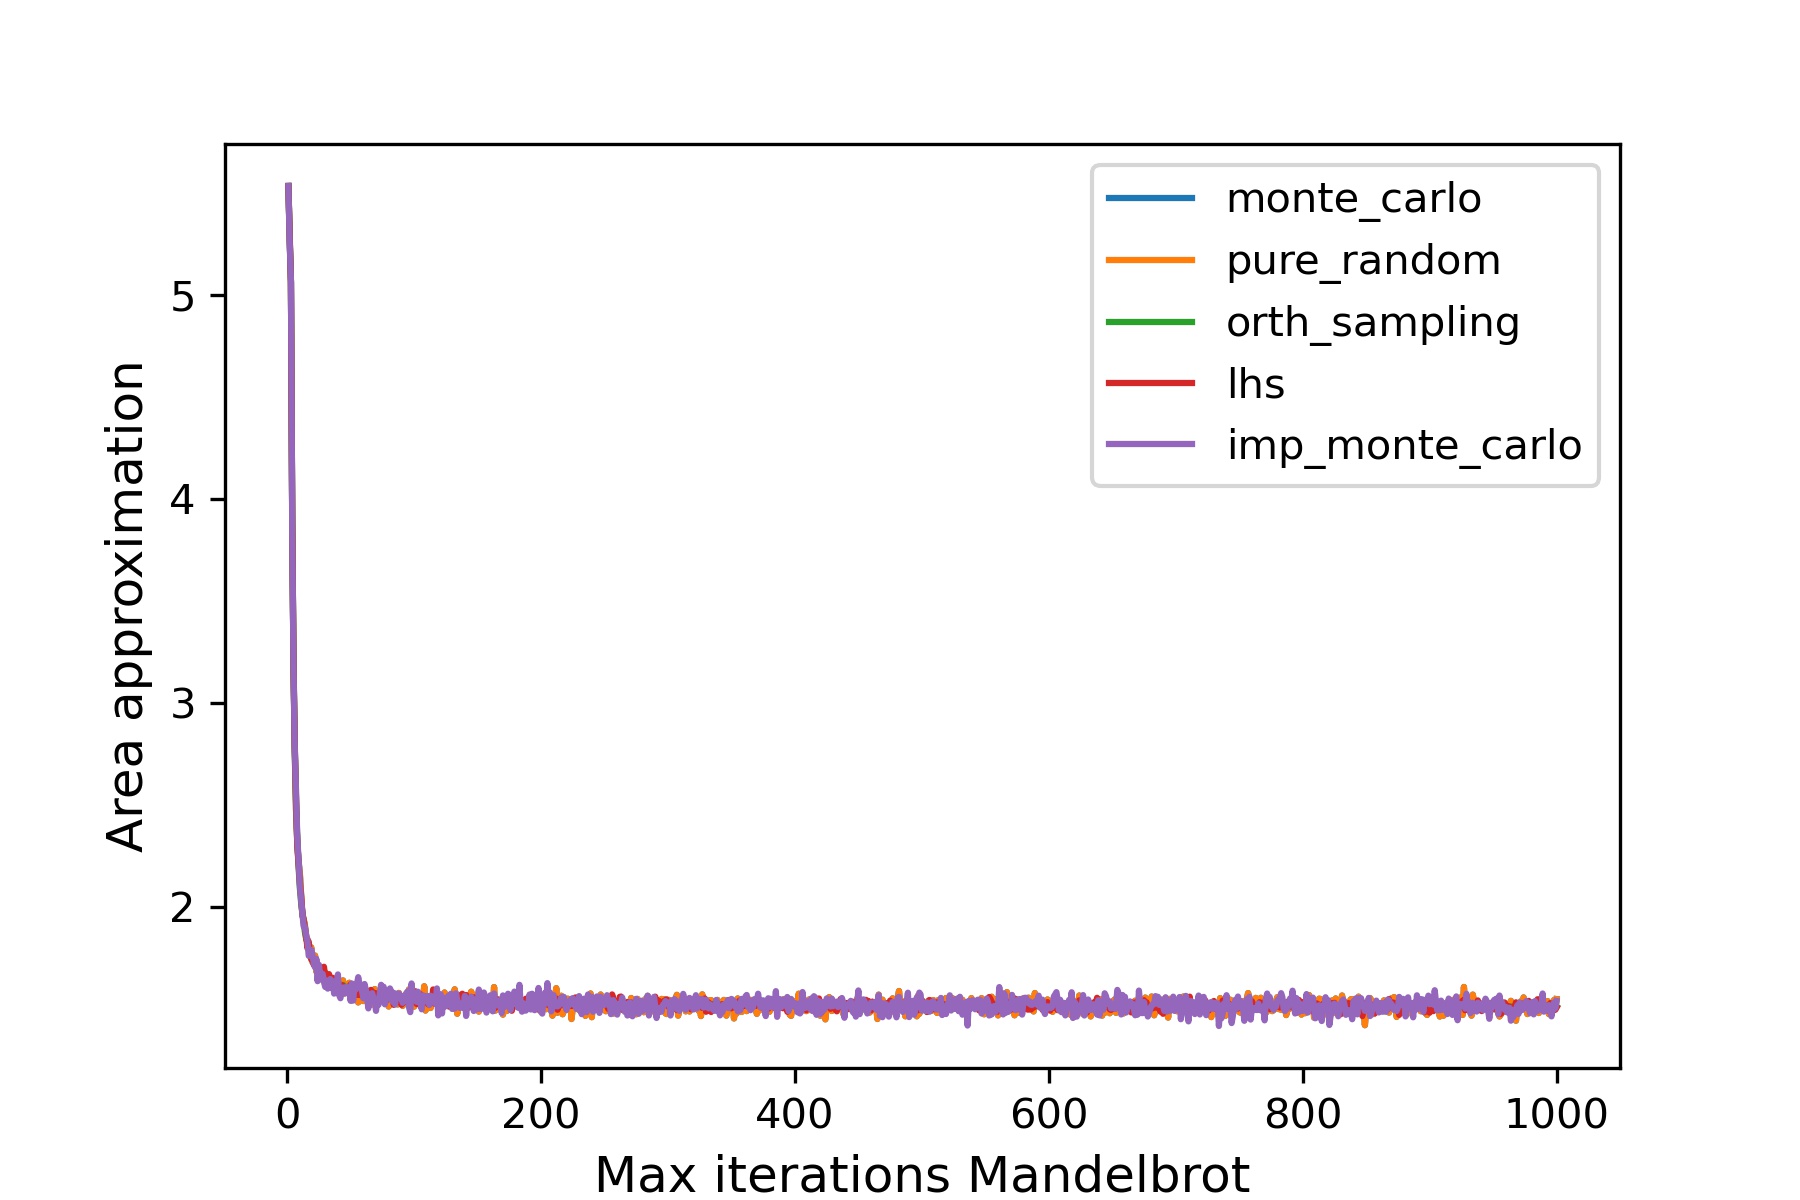 monte_carlo
pure_random
orth_sampling
lhs
imp_monte_carlo
Area approximation
5
4
3
2
0 200 400 600 800 1000
Max iterations Mandelbrot